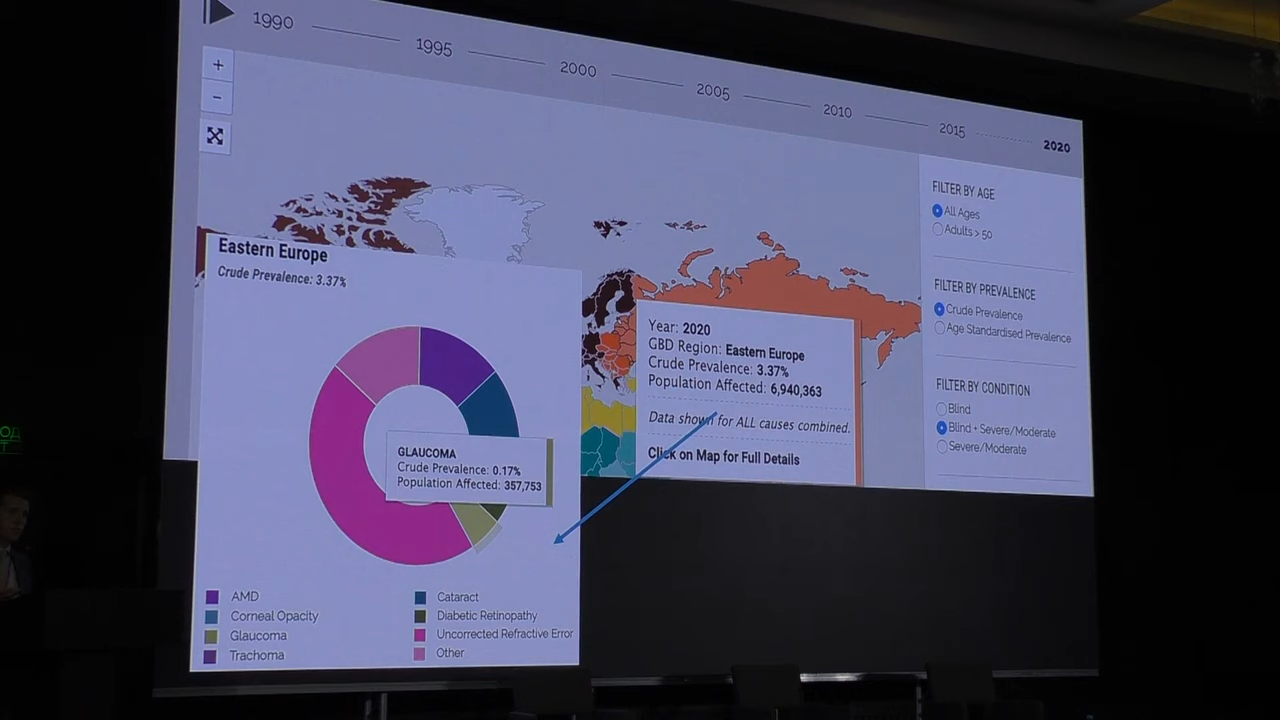 1990
1995
2000
2005
2010
2015
2020
+
−
Eastern Europe
Crude Prevalence: 3.37%
GLAUCOMA
Crude Prevalence: 0.17%
Population Affected: 357,753
AMD
Corneal Opacity
Glaucoma
Trachoma
Cataract
Diabetic Retinopathy
Uncorrected Refractive Error
Other
Year: 2020
GBD Region: Eastern Europe
Crude Prevalence: 3.37%
Population Affected: 6,940,363
Data shown for ALL causes combined.
Click on Map for Full Details
FILTER BY AGE
All Ages
Adults > 50
FILTER BY PREVALENCE
Crude Prevalence
Age Standardised Prevalence
FILTER BY CONDITION
Blind
Blind + Severe/Moderate
Severe/Moderate